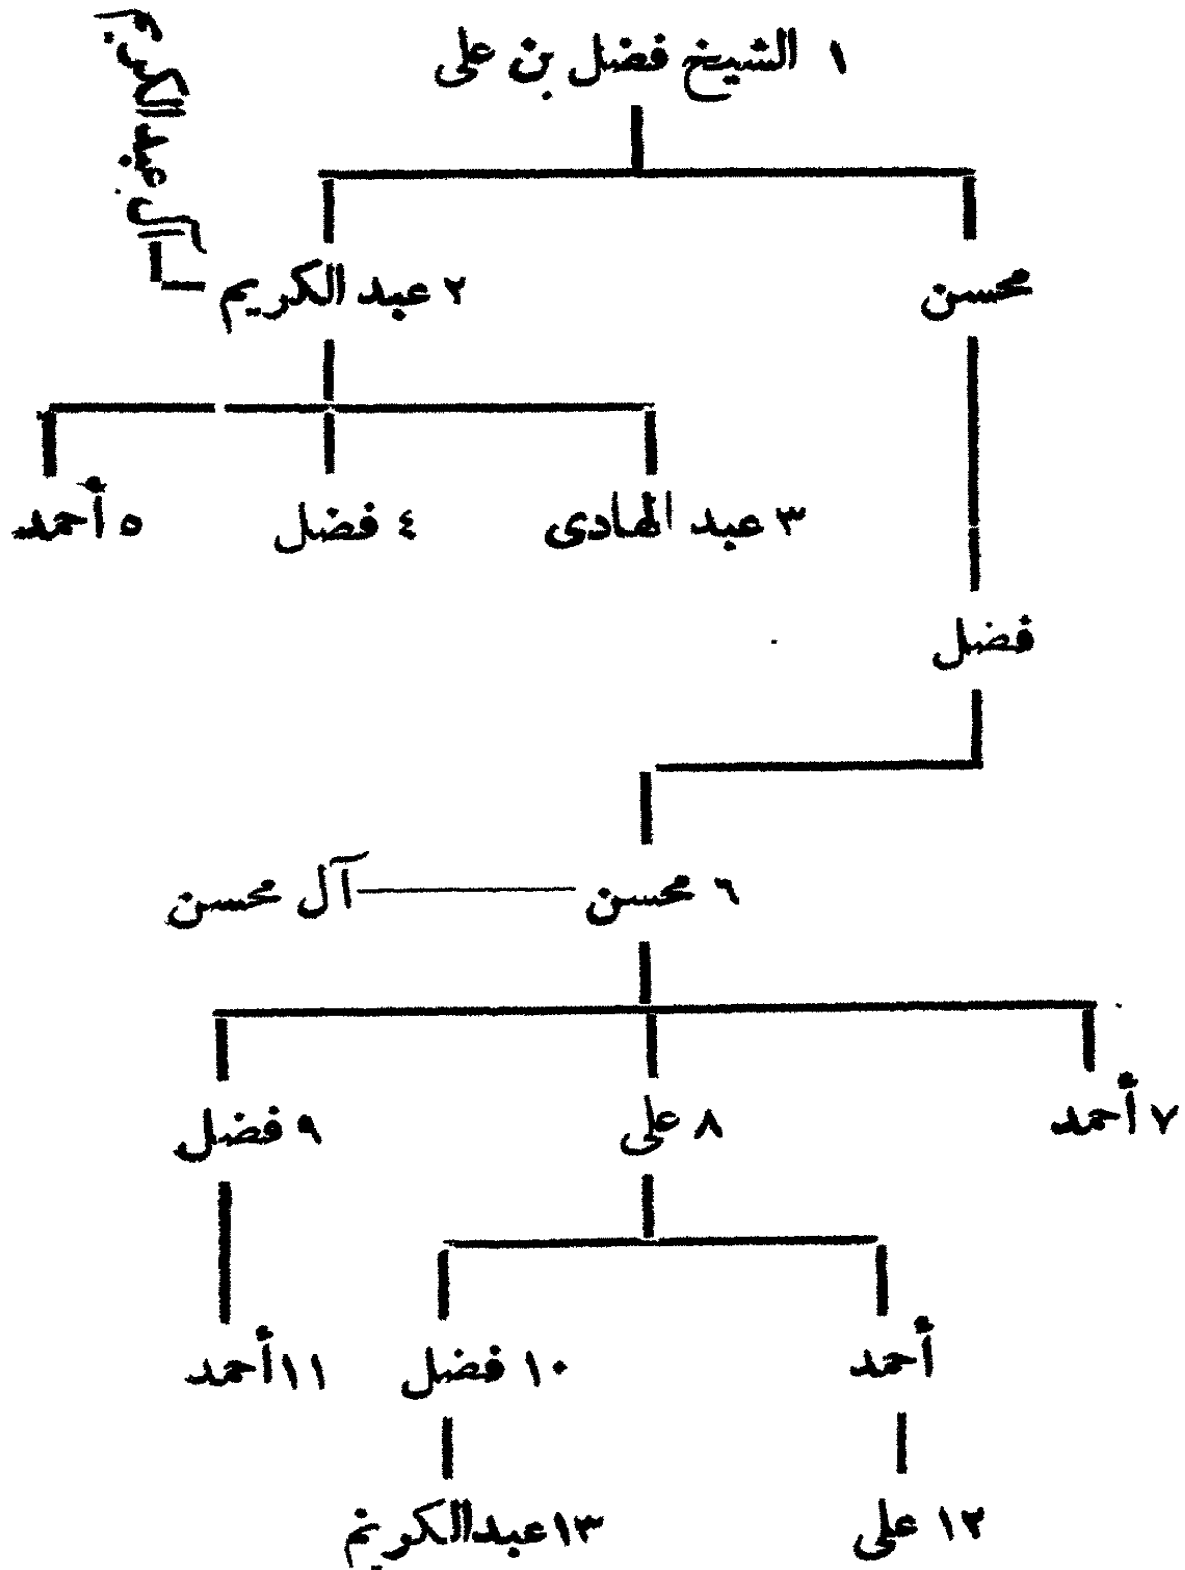 ١ الشيخ فضل بن على
آل عبد الكريم
محسن
٢ عبد الكريم
٣ عبد الهادى
٤ فضل
٥ أحمد
فضل
٦ محسن
آل محسن
٧ أحمد
٨ على
٩ فضل
أحمد
١٠ فضل
١١ أحمد
١٢ على
١٣ عبد الكريم